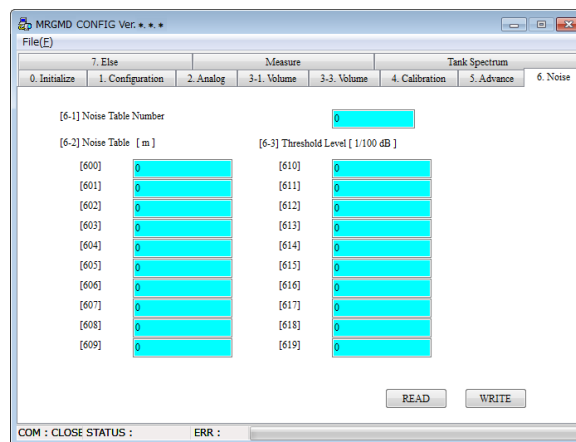 MRGMD CONFIG Ver.*.*.*
File(F)
7. Else Measure Tank Spectrum
0. Initialize 1. Configuration 2. Analog 3-1. Volume 3-3. Volume 4. Calibration 5. Advance 6. Noise
[6-1] Noise Table Number 0
[6-2] Noise Table [ m ] [6-3] Threshold Level [ 1/100 dB ]
[600] 0 [610] 0
[601] 0 [611] 0
[602] 0 [612] 0
[603] 0 [613] 0
[604] 0 [614] 0
[605] 0 [615] 0
[606] 0 [616] 0
[607] 0 [617] 0
[608] 0 [618] 0
[609] 0 [619] 0
READ WRITE
COM : CLOSE STATUS : ERR :